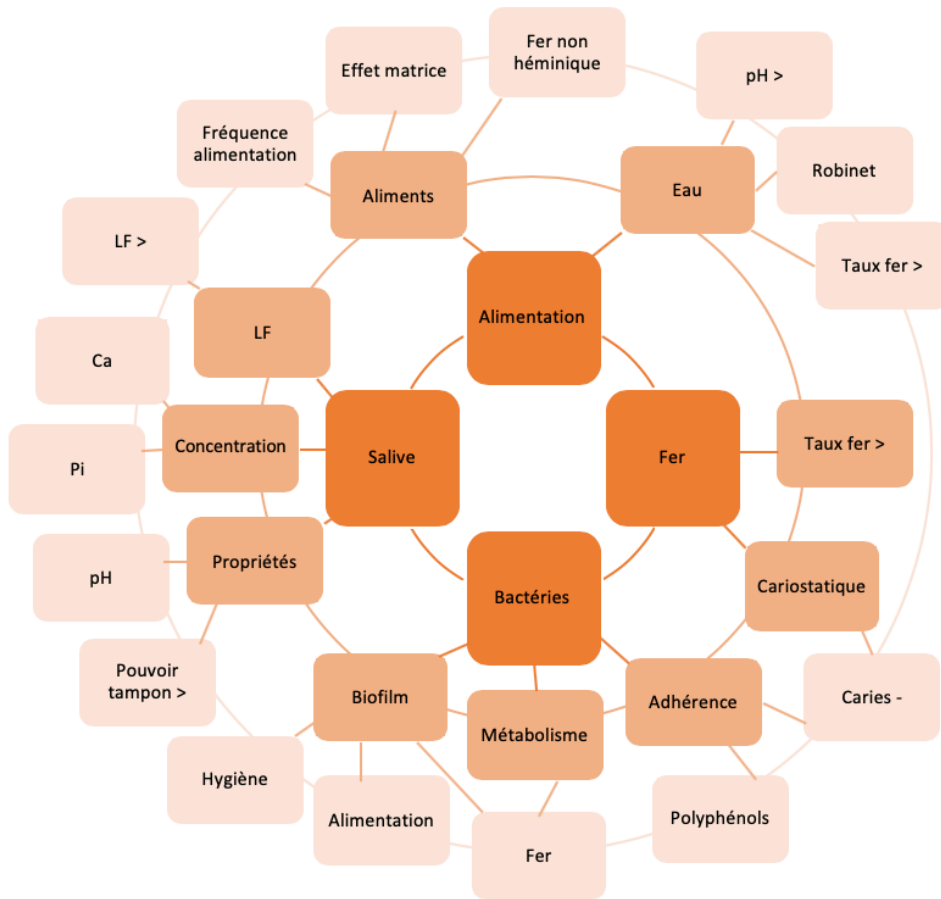 Fer non
héminique
Effet matrice
pH >
Fréquence
alimentation
Robinet
Aliments
Eau
LF >
Taux fer >
Alimentation
LF
Ca
Concentration
Salive
Fer
Taux fer >
Pi
Propriétés
pH
Cariostatique
Bactéries
Pouvoir
tampon >
Biofilm
Adhérence
Caries -
Métabolisme
Hygiène
Alimentation
Polyphénols
Fer